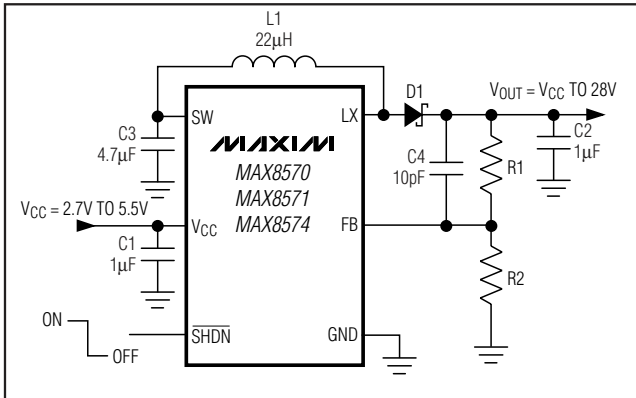 L1
22µH
D1
VOUT = VCC TO 28V
SW
LX
C3
4.7µF
MAXIM
MAX8570
MAX8571
MAX8574
C4
10pF
R1
C2
1µF
VCC = 2.7V TO 5.5V
VCC
FB
C1
1µF
R2
ON
OFF
SHDN
GND